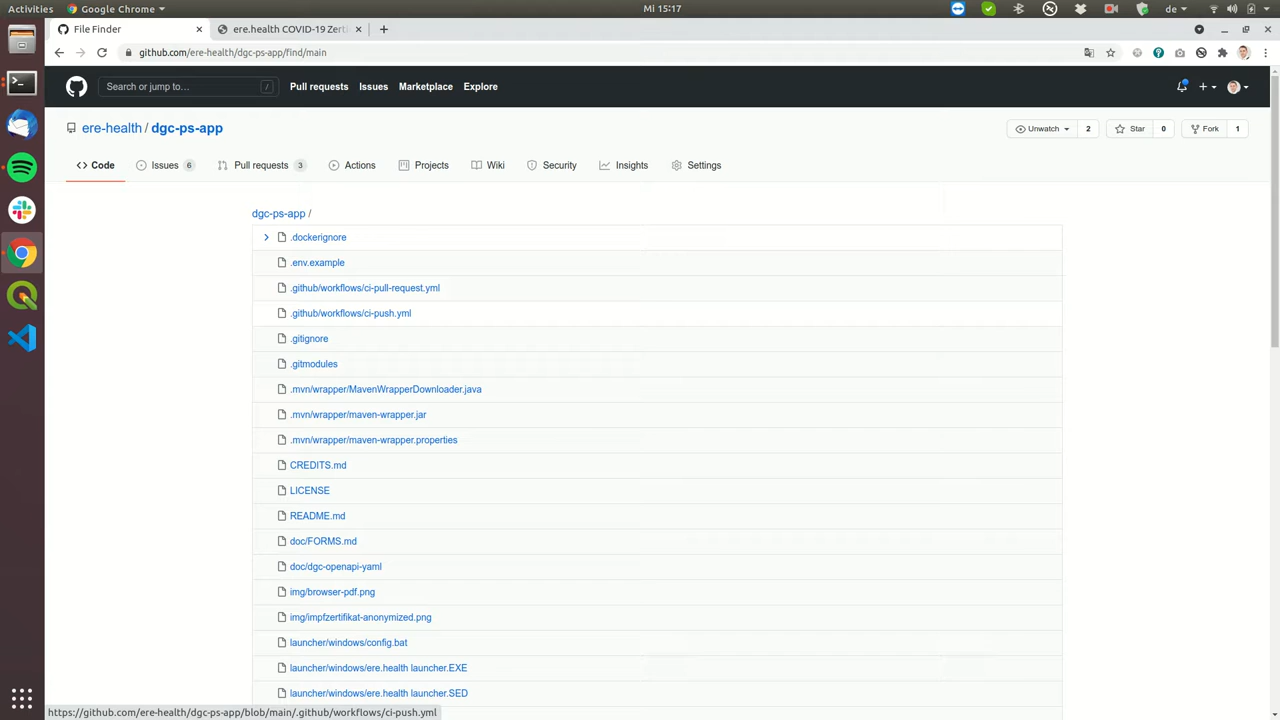 Activities
Google Chrome
Mi 15:17
de
File Finder
ere.health COVID-19 Zert
github.com/ere-health/dgc-ps-app/find/main
Search or jump to...
/
Pull requests
Issues
Marketplace
Explore
ere-health / dgc-ps-app
Unwatch
2
Star
0
Fork
1
Code
Issues 6
Pull requests 3
Actions
Projects
Wiki
Security
Insights
Settings
dgc-ps-app /
.dockerignore
.env.example
.github/workflows/ci-pull-request.yml
.github/workflows/ci-push.yml
.gitignore
.gitmodules
.mvn/wrapper/MavenWrapperDownloader.java
.mvn/wrapper/maven-wrapper.jar
.mvn/wrapper/maven-wrapper.properties
CREDITS.md
LICENSE
README.md
doc/FORMS.md
doc/dgc-openapi-yaml
img/browser-pdf.png
img/impfzertifikat-anonymized.png
launcher/windows/config.bat
launcher/windows/ere.health launcher.EXE
launcher/windows/ere.health launcher.SED
https://github.com/ere-health/dgc-ps-app/blob/main/.github/workflows/ci-push.yml